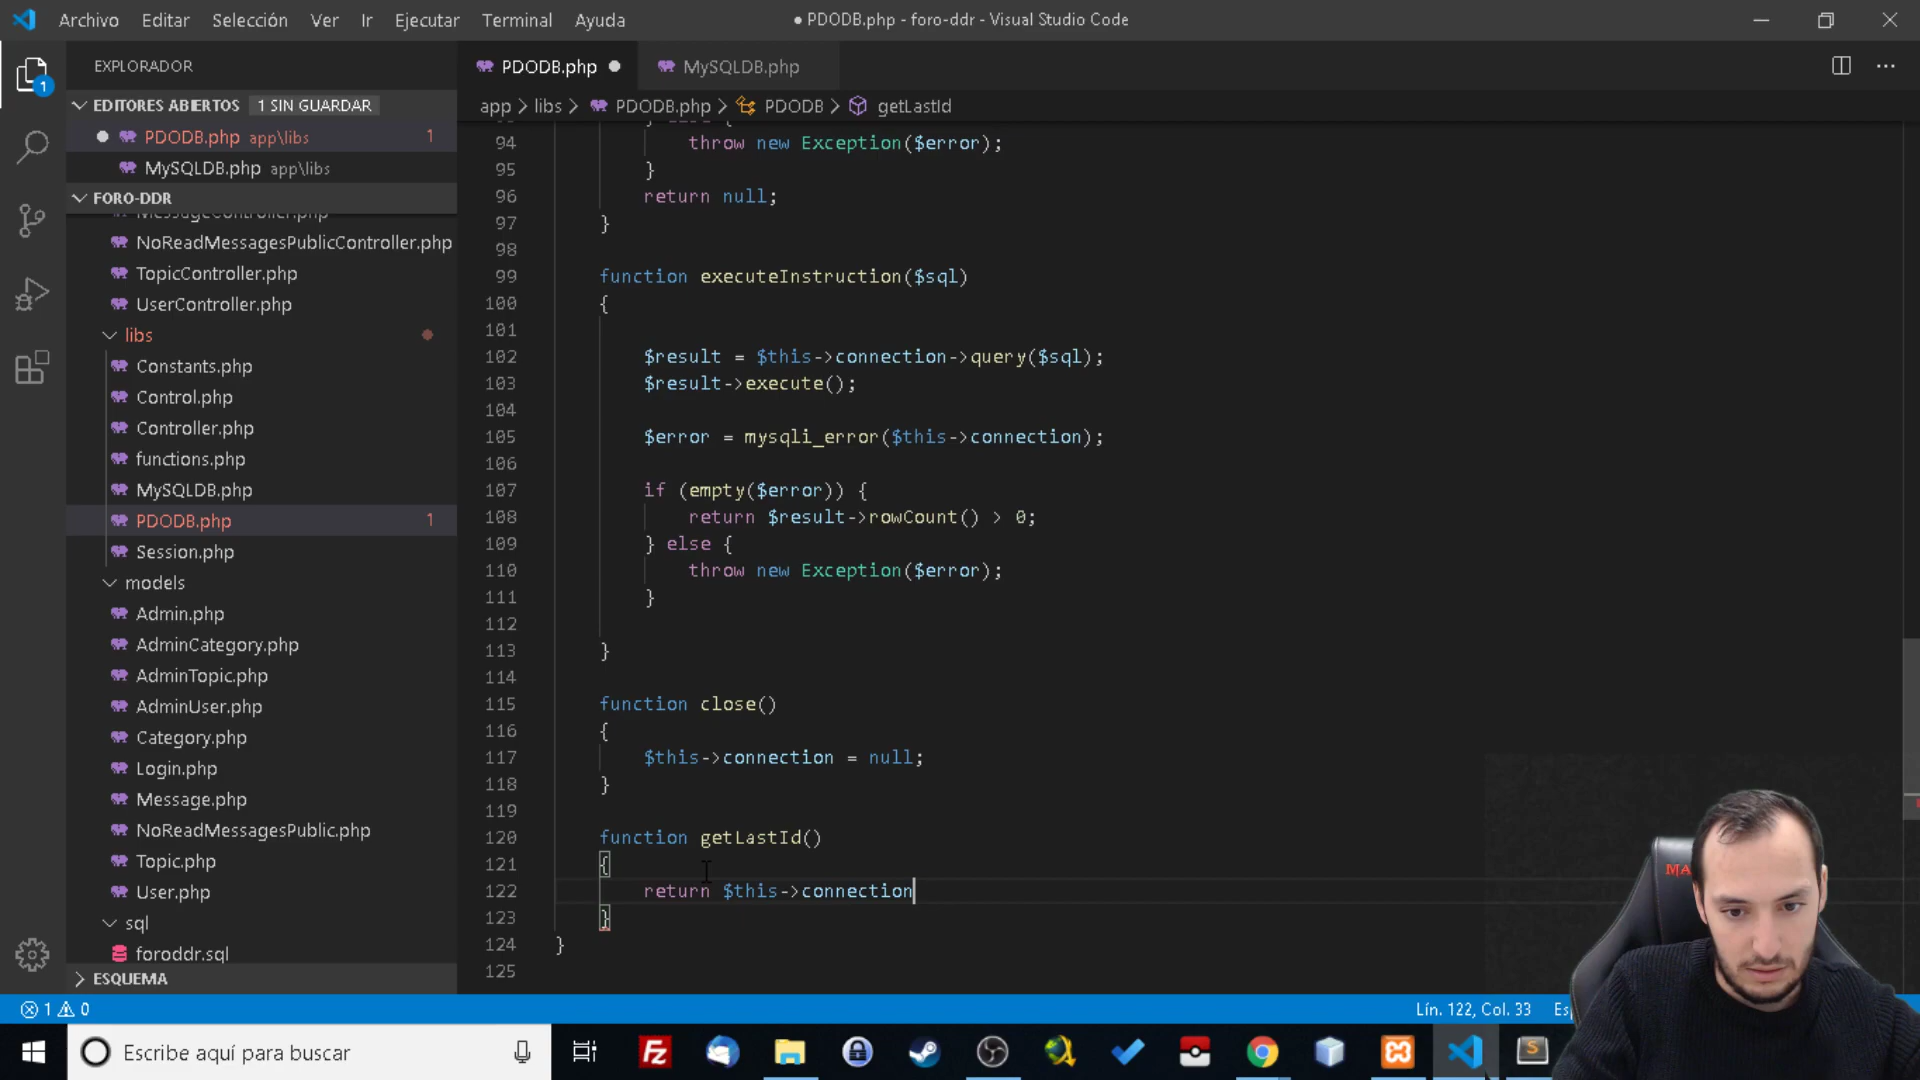 Archivo Editar Selección Ver Ir Ejecutar Terminal Ayuda
● PDODB.php - foro-ddr - Visual Studio Code
EXPLORADOR
EDITORES ABIERTOS 1 SIN GUARDAR
PDODB.php app\libs 1
MySQLDB.php app\libs
FORO-DDR
MessageController.php
NoReadMessagesPublicController.php
TopicController.php
UserController.php
libs
Constants.php
Control.php
Controller.php
functions.php
MySQLDB.php
PDODB.php 1
Session.php
models
Admin.php
AdminCategory.php
AdminTopic.php
AdminUser.php
Category.php
Login.php
Message.php
NoReadMessagesPublic.php
Topic.php
User.php
sql
foroddr.sql
ESQUEMA
1
PDODB.php
MySQLDB.php
app > libs > PDODB.php > PDODB > getLastId
94 throw new Exception($error);
95 }
96 return null;
97 }
98
99 function executeInstruction($sql)
100 {
101
102 $result = $this->connection->query($sql);
103 $result->execute();
104
105 $error = mysqli_error($this->connection);
106
107 if (empty($error)) {
108 return $result->rowCount() > 0;
109 } else {
110 throw new Exception($error);
111 }
112
113 }
114
115 function close()
116 {
117 $this->connection = null;
118 }
119
120 function getLastId()
121 {
122 return $this->connection
123 }
124 }
125
1 0
Lín. 122, Col. 33
Escribe aquí para buscar
MA